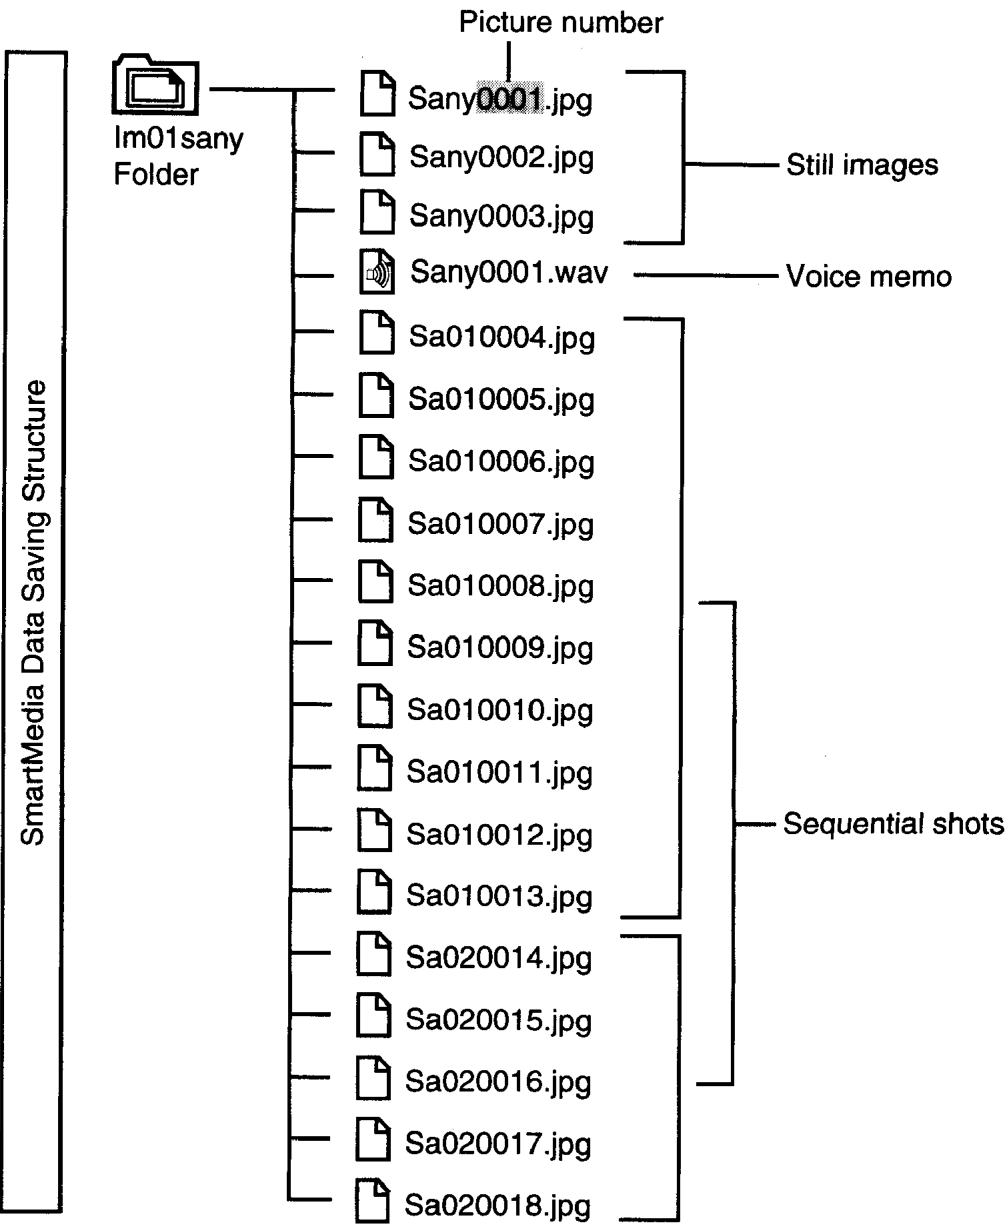 Picture number
SmartMedia Data Saving Structure
Im01sany
Folder
Sany0001.jpg
Sany0002.jpg
Sany0003.jpg
Still images
Sany0001.wav
Voice memo
Sa010004.jpg
Sa010005.jpg
Sa010006.jpg
Sa010007.jpg
Sa010008.jpg
Sa010009.jpg
Sa010010.jpg
Sa010011.jpg
Sa010012.jpg
Sa010013.jpg
Sa020014.jpg
Sa020015.jpg
Sa020016.jpg
Sa020017.jpg
Sa020018.jpg
Sequential shots